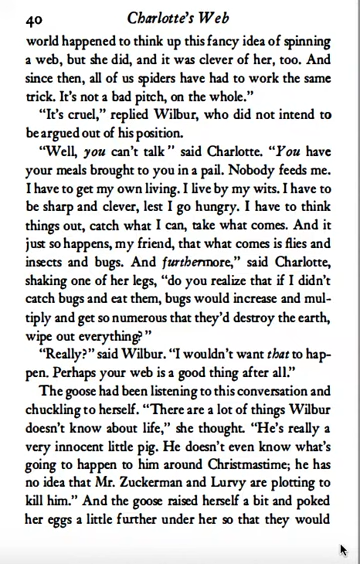 40 Charlotte's Web
world happened to think up this fancy idea of spinning
a web, but she did, and it was clever of her, too. And
since then, all of us spiders have had to work the same
trick. It's not a bad pitch, on the whole."
"It's cruel," replied Wilbur, who did not intend to
be argued out of his position.
"Well, you can't talk" said Charlotte. "You have
your meals brought to you in a pail. Nobody feeds me.
I have to get my own living. I live by my wits. I have to
be sharp and clever, lest I go hungry. I have to think
things out, catch what I can, take what comes. And it
just so happens, my friend, that what comes is flies and
insects and bugs. And furthermore," said Charlotte,
shaking one of her legs, "do you realize that if I didn't
catch bugs and eat them, bugs would increase and mul-
tiply and get so numerous that they'd destroy the earth,
wipe out everything?"
"Really?" said Wilbur. "I wouldn't want that to hap-
pen. Perhaps your web is a good thing after all."
The goose had been listening to this conversation and
chuckling to herself. "There are a lot of things Wilbur
doesn't know about life," she thought. "He's really a
very innocent little pig. He doesn't even know what's
going to happen to him around Christmastime; he has
no idea that Mr. Zuckerman and Lurvy are plotting to
kill him." And the goose raised herself a bit and poked
her eggs a little further under her so that they would